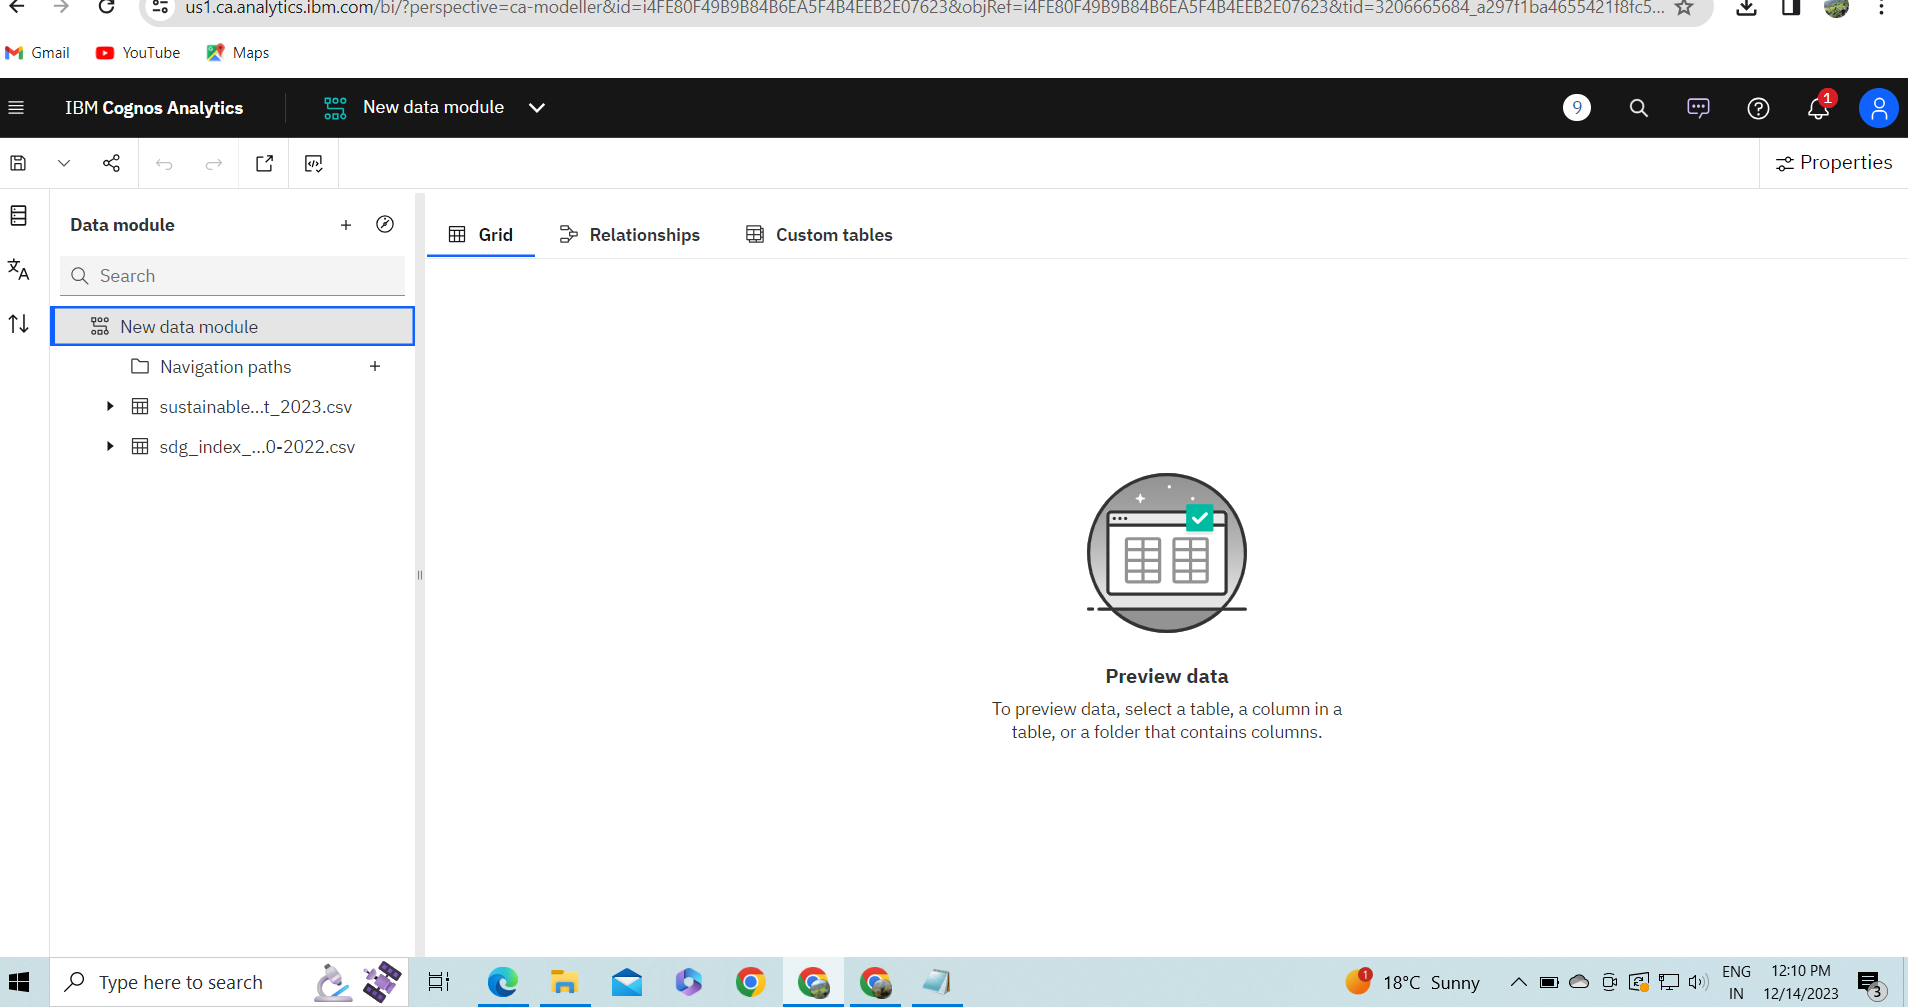 us1.ca.analytics.ibm.com/bi/?perspective=ca-modeller&id=i4FE80F49B9B84B6EA5F4B4EEB2E07623&objRef=i4FE80F49B9B84B6EA5F4B4EEB2E07623&tid=3206665684_a297f1ba4655421f8fc5...
Gmail YouTube Maps
IBM Cognos Analytics New data module 9 1
Properties
Data module
Grid Relationships Custom tables
Search
New data module
Navigation paths
sustainable...t_2023.csv
sdg_index_...0-2022.csv
Preview data
To preview data, select a table, a column in a
table, or a folder that contains columns.
Type here to search 1 18°C Sunny ENG IN 12:10 PM 12/14/2023 3